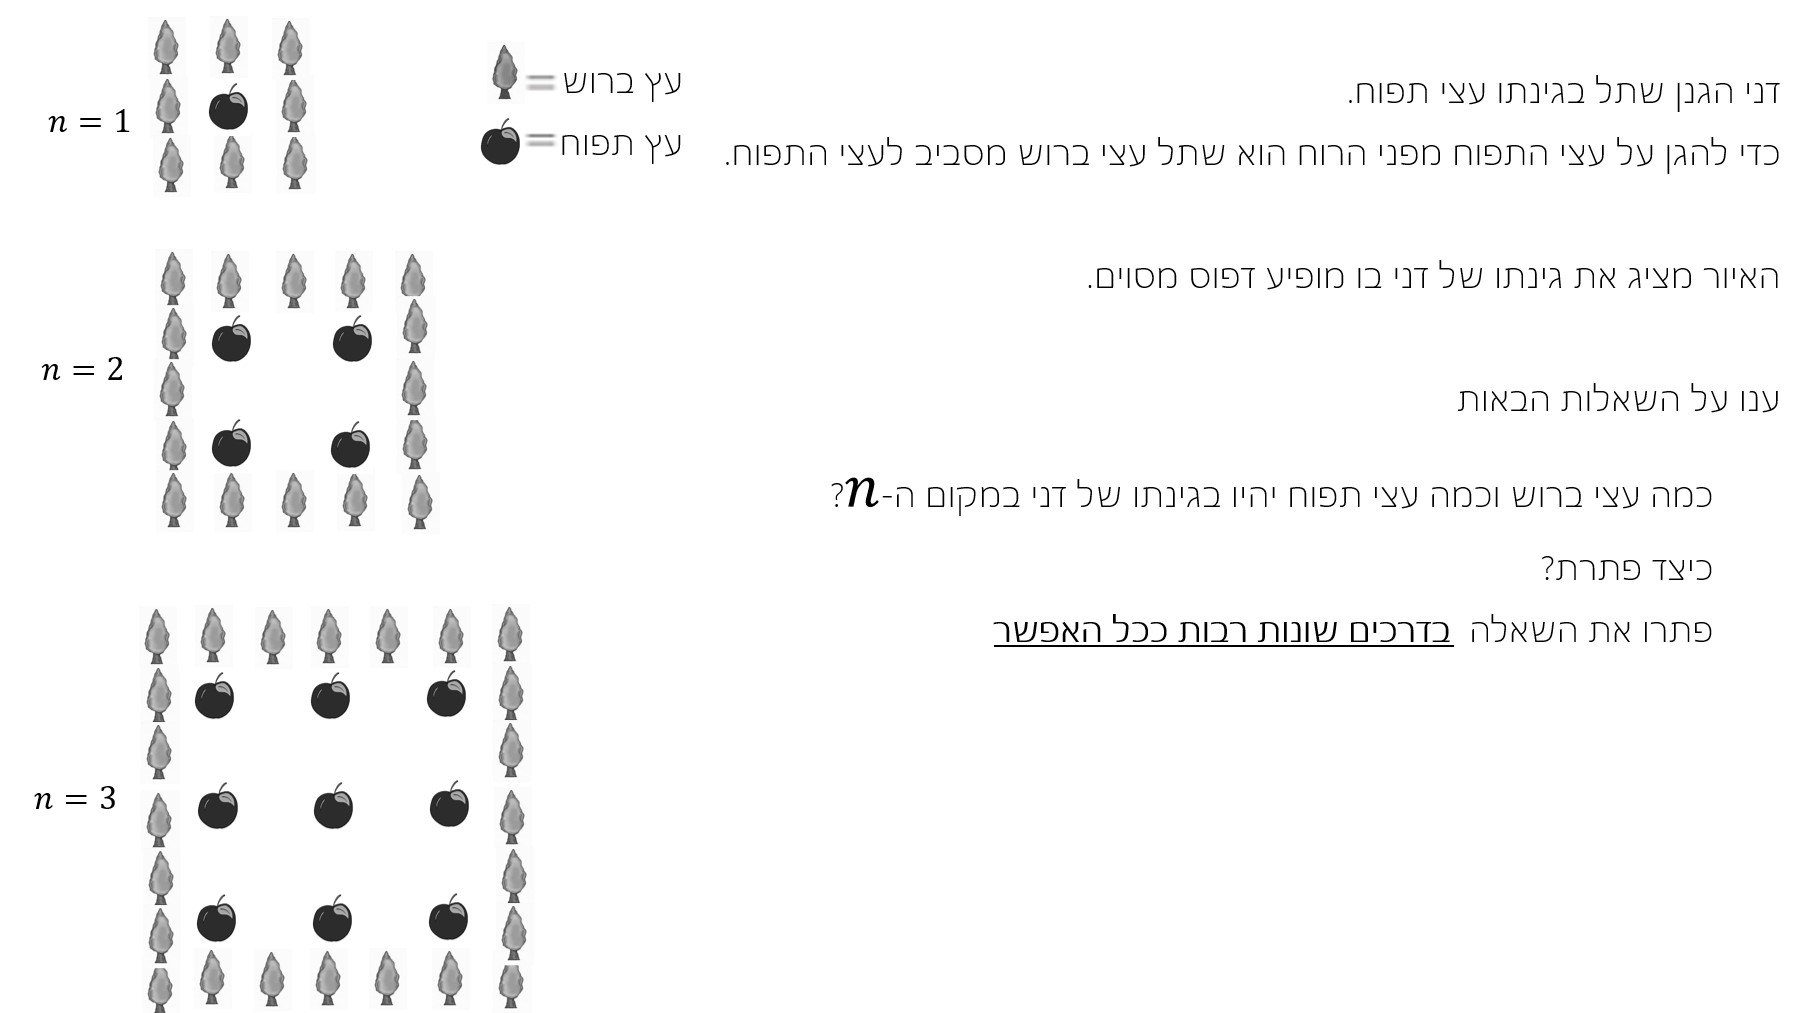 דני הגנן שתל בגינתו עצי תפוח.
כדי להגן על עצי התפוח מפני הרוח הוא שתל עצי ברוש מסביב לעצי התפוח.
האיור מציג את גינתו של דני בו מופיע דפוס מסוים.
ענו על השאלות הבאות
כמה עצי ברוש וכמה עצי תפוח יהיו בגינתו של דני במקום ה-n?
כיצד פתרת?
פתרו את השאלה בדרכים שונות רבות ככל האפשר
= עץ ברוש
= עץ תפוח
n = 1
n = 2
n = 3